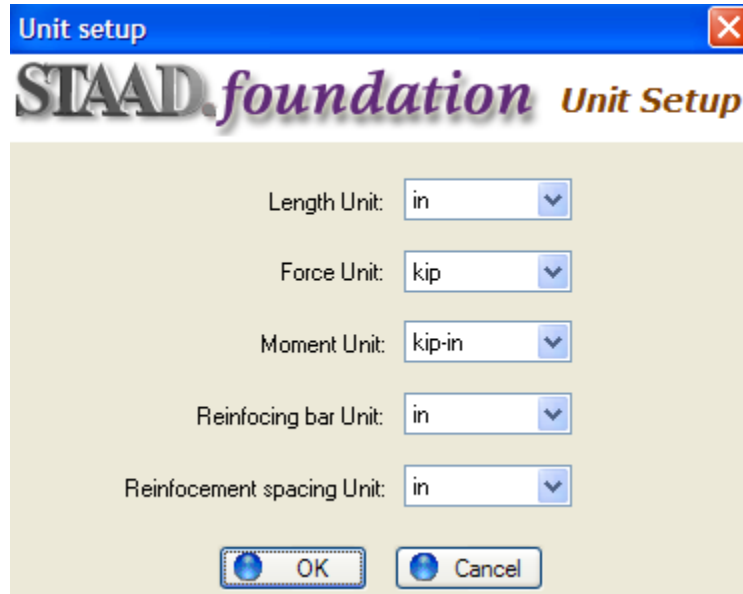 Unit setup
STAAD.foundation Unit Setup
Length Unit: in
Force Unit: kip
Moment Unit: kip-in
Reinfocing bar Unit: in
Reinfocement spacing Unit: in
OK Cancel